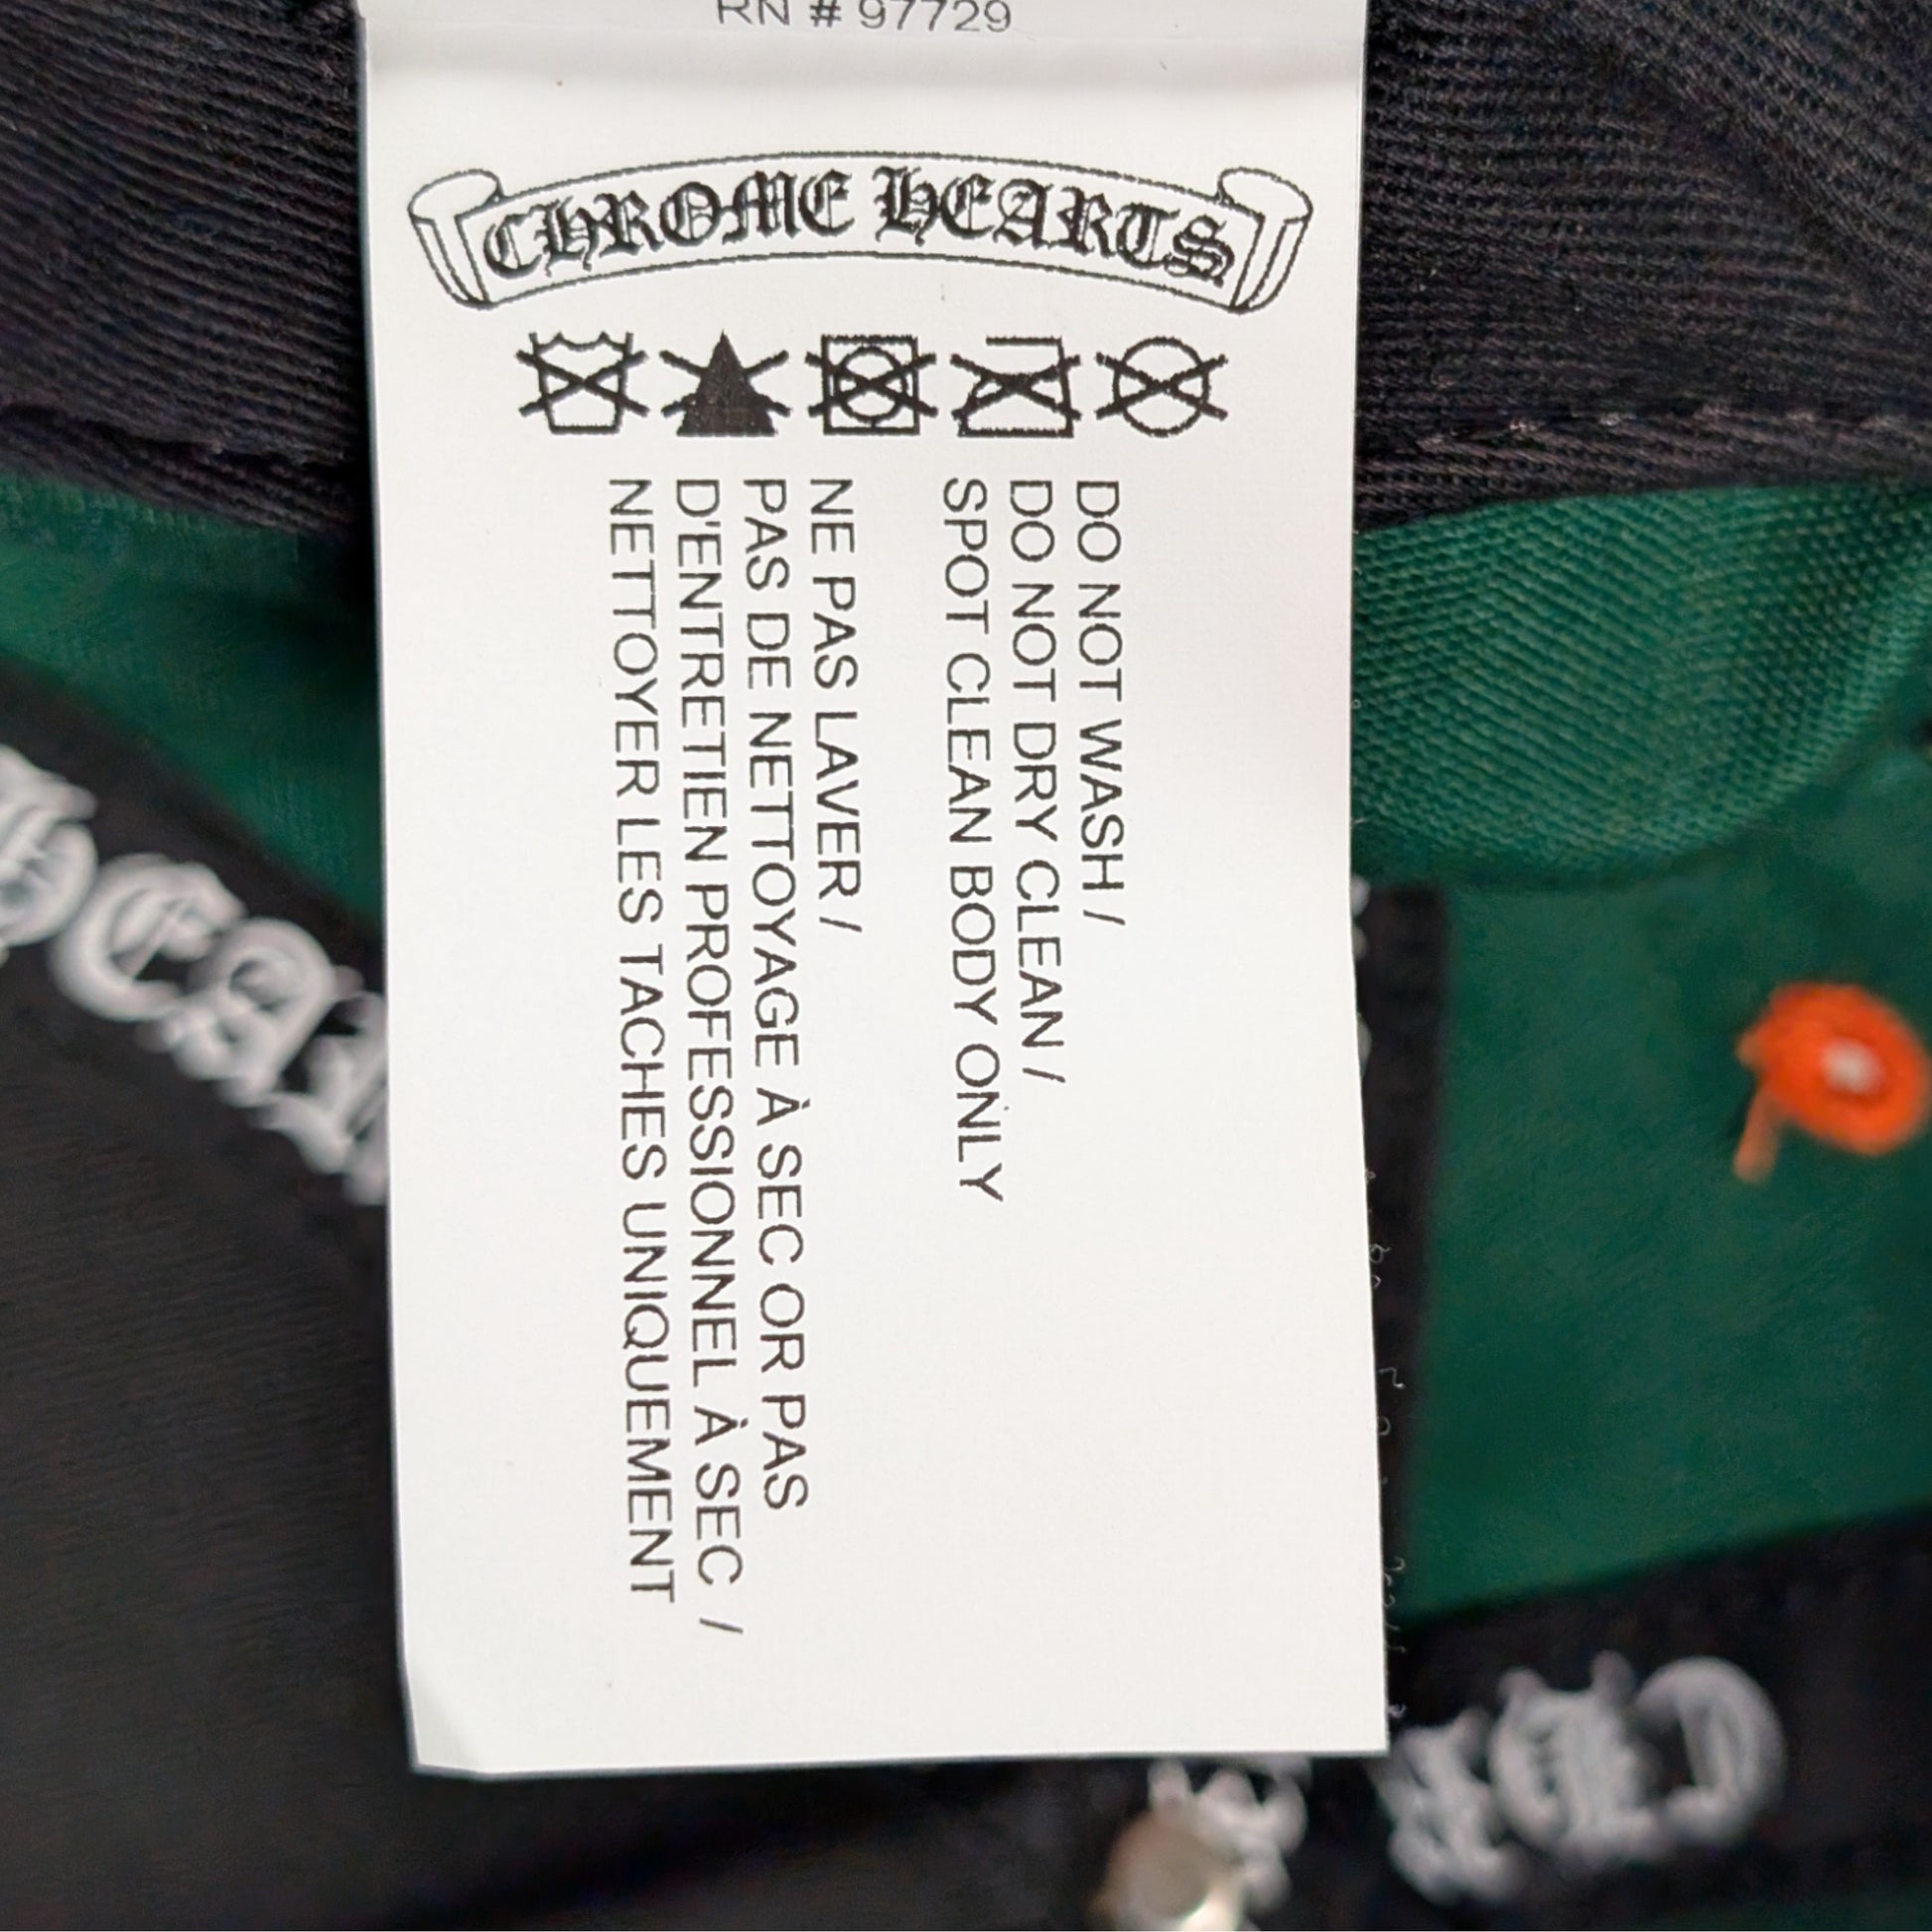 RN # 97729
CHROME HEARTS
DO NOT WASH /
DO NOT DRY CLEAN /
SPOT CLEAN BODY ONLY
NE PAS LAVER /
PAS DE NETTOYAGE À SEC OR PAS
D'ENTRETIEN PROFESSIONNEL À SEC /
NETTOYER LES TACHES UNIQUEMENT